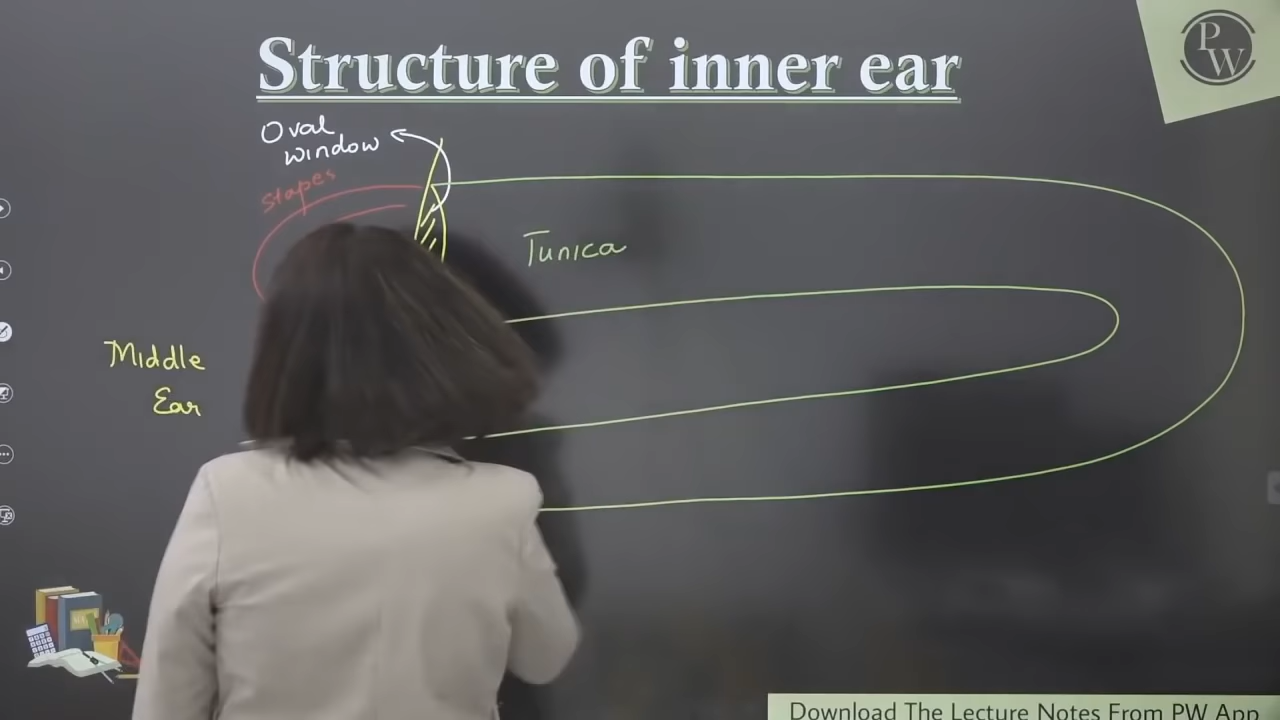 Structure of inner ear
PW
Oval
window
Stapes
Tunica
Middle
Ear
Download The Lecture Notes From PW App